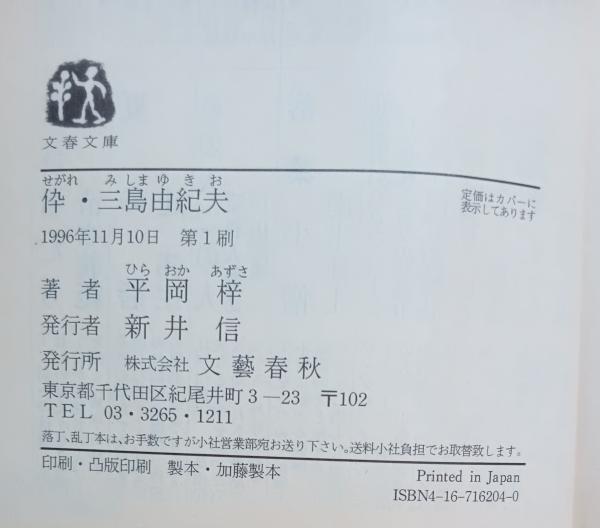 文春文庫
せがれ みしまゆきお
伜・三島由紀夫
定価はカバーに
表示してあります
1996年11月10日 第1刷
ひら おか あずさ
著者 平岡 梓
発行者 新井 信
発行所 株式会社 文藝春秋
東京都千代田区紀尾井町3―23 〒102
TEL 03・3265・1211
落丁、乱丁本は、お手数ですが小社営業部宛お送り下さい。送料小社負担でお取替致します。
印刷・凸版印刷 製本・加藤製本
Printed in Japan
ISBN4-16-716204-0